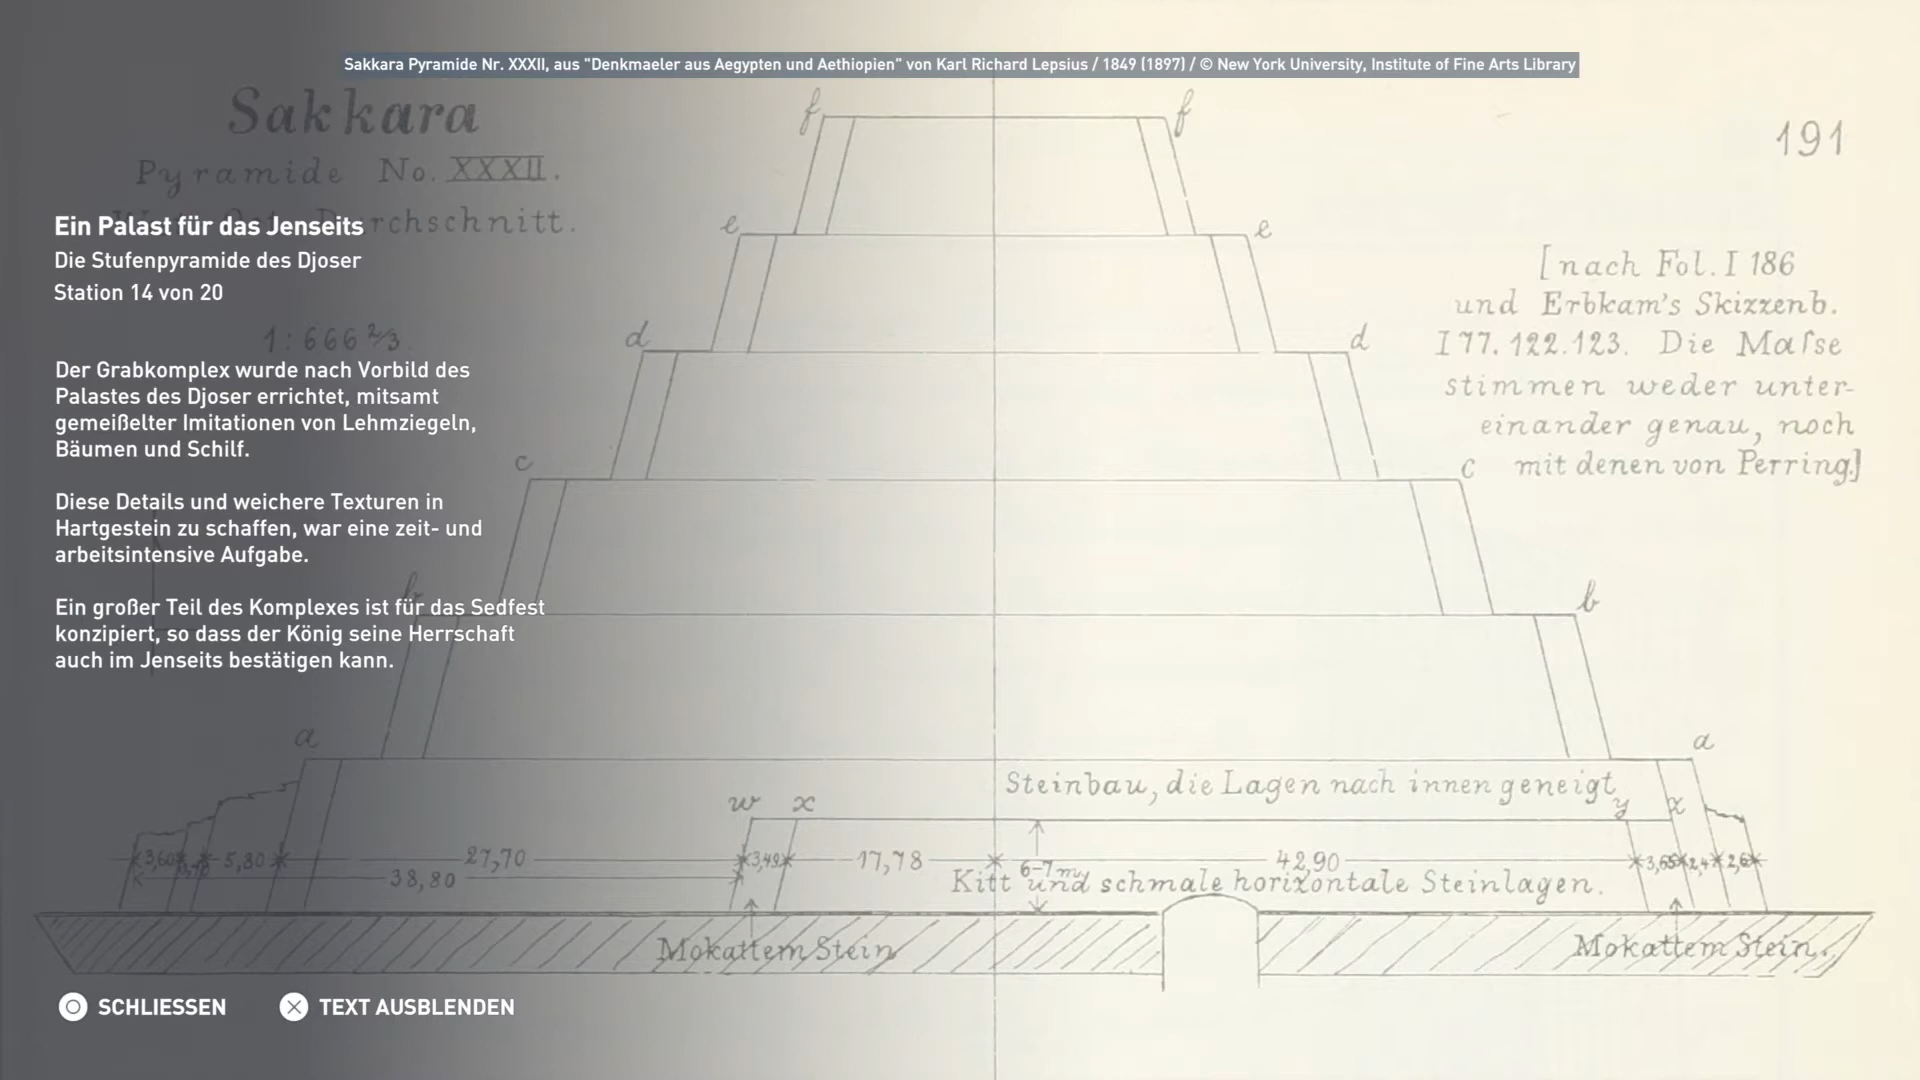 Sakkara Pyramide Nr. XXXII, aus "Denkmaeler aus Aegypten und Aethiopien" von Karl Richard Lepsius / 1849 (1897) / © New York University, Institute of Fine Arts Library
Sakkara
Pyramide No. XXXII.
rchschnitt.
1:666 2/3.
191
Ein Palast für das Jenseits
Die Stufenpyramide des Djoser
Station 14 von 20
Der Grabkomplex wurde nach Vorbild des
Palastes des Djoser errichtet, mitsamt
gemeißelter Imitationen von Lehmziegeln,
Bäumen und Schilf.
Diese Details und weichere Texturen in
Hartgestein zu schaffen, war eine zeit- und
arbeitsintensive Aufgabe.
Ein großer Teil des Komplexes ist für das Sedfest
konzipiert, so dass der König seine Herrschaft
auch im Jenseits bestätigen kann.
[nach Fol. I 186
und Erbkam's Skizzenb.
I 77. 122. 123. Die Maſse
stimmen weder unter-
einander genau, noch
mit denen von Perring.]
f f
e e
d d
c c
b b
a a
Steinbau, die Lagen nach innen geneigt
w x y z
3,60 5,80 27,70 3,49 17,78 42,90 3,65 2,4 2,6
38,80 6-7 m
Kitt und schmale horizontale Steinlagen.
Mokattem Stein Mokattem Stein.
SCHLIESSEN TEXT AUSBLENDEN